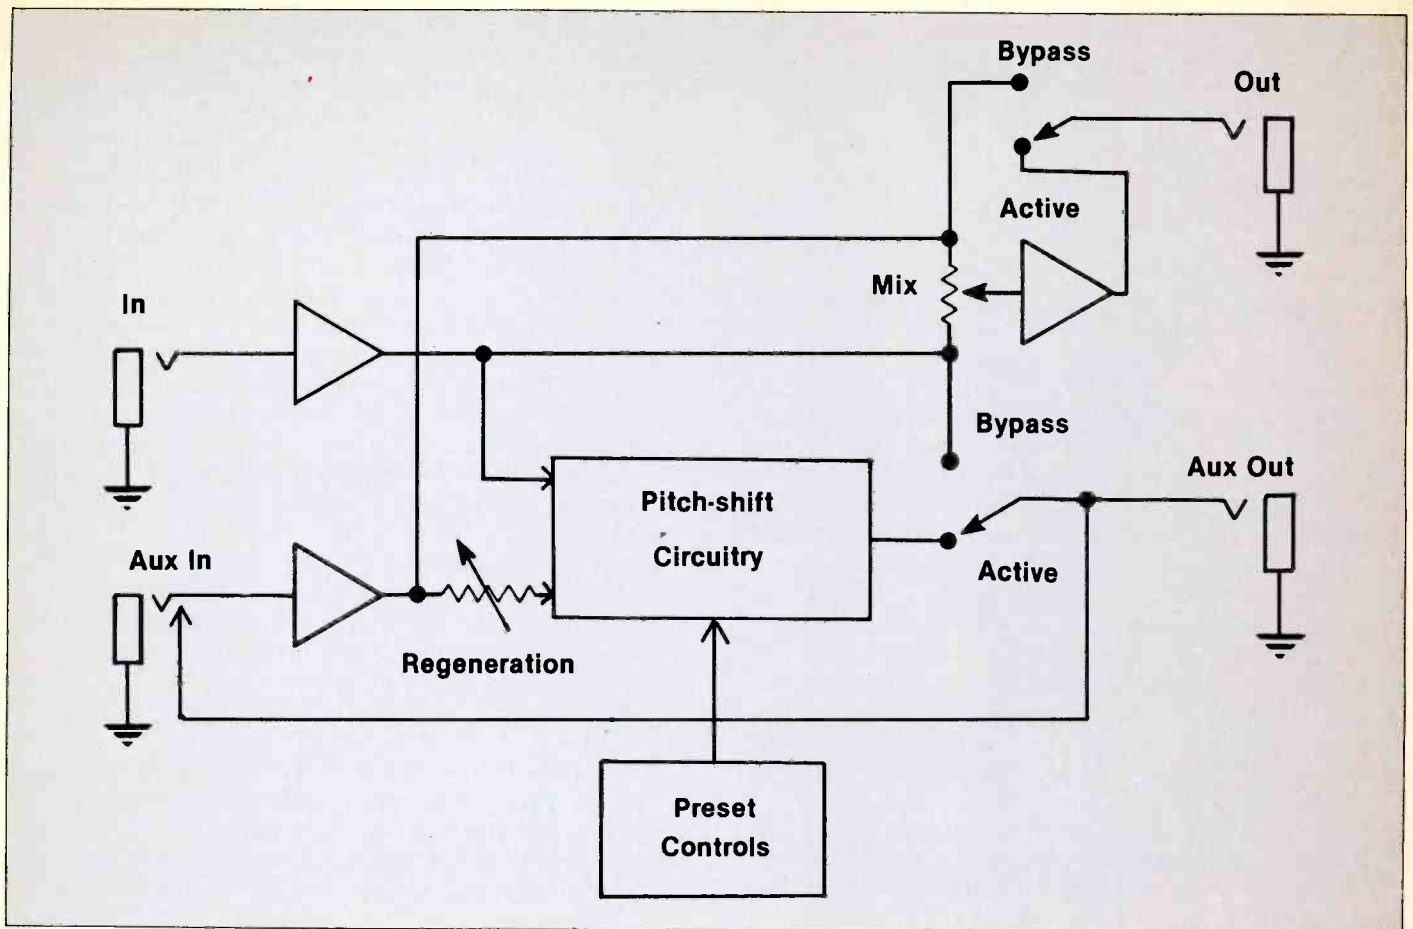 Bypass
Out
Active
Mix
In
Bypass
Aux Out
Pitch-shift
Circuitry
Aux In
Active
Regeneration
Preset
Controls